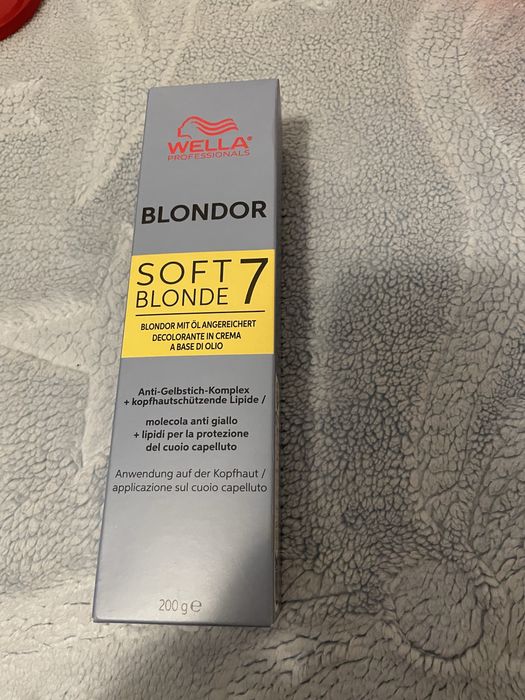 WELLA®
PROFESSIONALS
BLONDOR
SOFT 7
BLONDE
BLONDOR MIT ÖL ANGEREICHERT
DECOLORANTE IN CREMA
A BASE DI OLIO
Anti-Gelbstich-Komplex
+ kopfhautschützende Lipide /
molecola anti giallo
+ lipidi per la protezione
del cuoio capelluto
Anwendung auf der Kopfhaut /
applicazione sul cuoio capelluto
200 g ℮